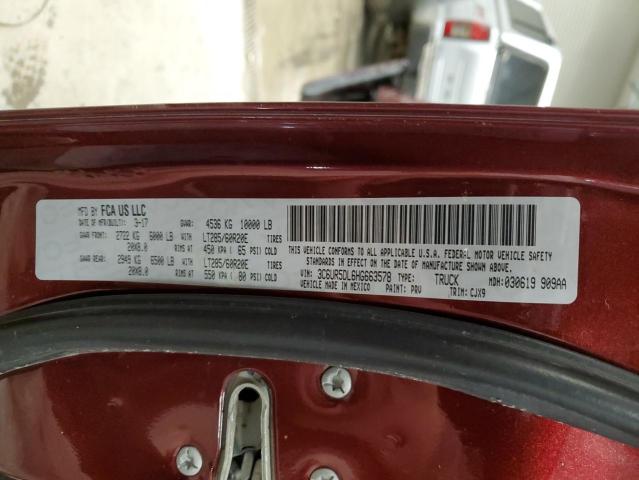 MFD BY FCA US LLC
DATE OF MFR(BUILT): 3-17 GVWR: 4536 KG 10000 LB
GAWR FRONT: 2722 KG 6000 LB LT285/60R20E TIRES
20X8.0 RIMS AT 450 KPA ( 65 PSI) COLD
GAWR REAR: 2949 KG 6500 LB LT285/60R20E TIRES
20X8.0 RIMS AT 550 KPA ( 80 PSI) COLD
THIS VEHICLE CONFORMS TO ALL APPLICABLE U.S.A. FEDERAL MOTOR VEHICLE SAFETY
STANDARDS IN EFFECT ON THE DATE OF MANUFACTURE SHOWN ABOVE.
VIN: 3C6UR5DL6HG663578 TYPE: TRUCK MDH: 030619 909AA
VEHICLE MADE IN MEXICO PAINT: PRV TRIM: CJX9